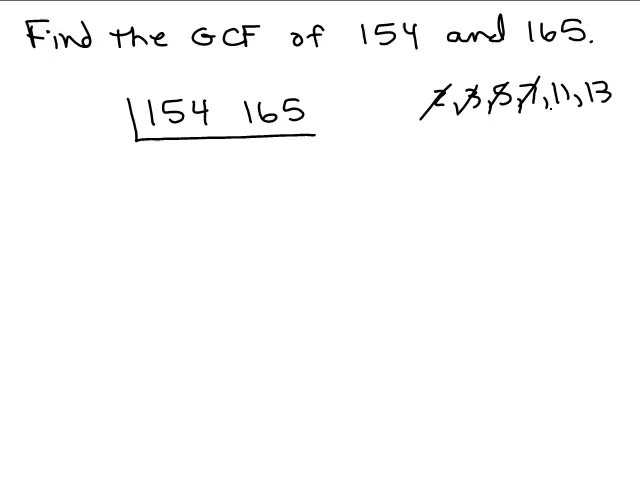 Find the GCF of 154 and 165.
2, 3, 5, 7, 11, 13
154 165